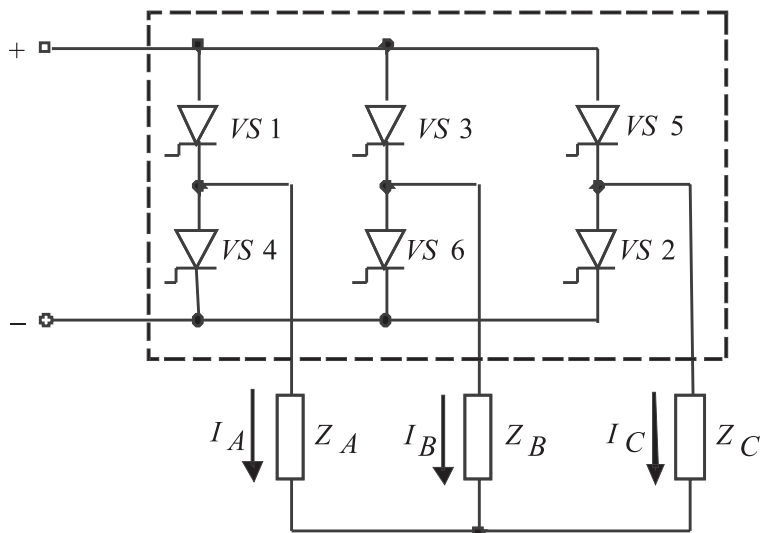 +
VS 1
VS 3
VS 5
VS 4
VS 6
VS 2
–
I A
Z A
I B
Z B
I C
Z C